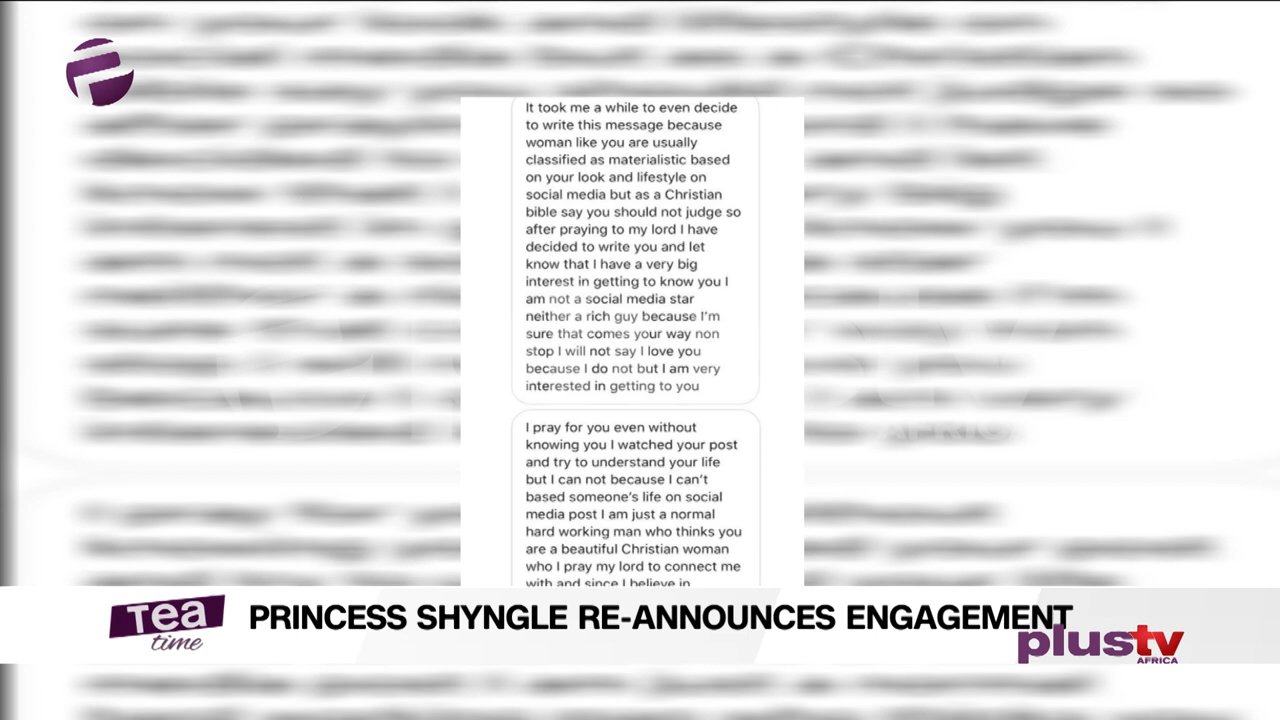 It took me a while to even decide
to write this message because
woman like you are usually
classified as materialistic based
on your look and lifestyle on
social media but as a Christian
bible say you should not judge so
after praying to my lord I have
decided to write you and let
know that I have a very big
interest in getting to know you I
am not a social media star
neither a rich guy because I'm
sure that comes your way non
stop I will not say I love you
because I do not but I am very
interested in getting to you
I pray for you even without
knowing you I watched your post
and try to understand your life
but I can not because I can't
based someone's life on social
media post I am just a normal
hard working man who thinks you
are a beautiful Christian woman
who I pray my lord to connect me
with and since I believe in
Tea
time
PRINCESS SHYNGLE RE-ANNOUNCES ENGAGEMENT
plustv
AFRICA